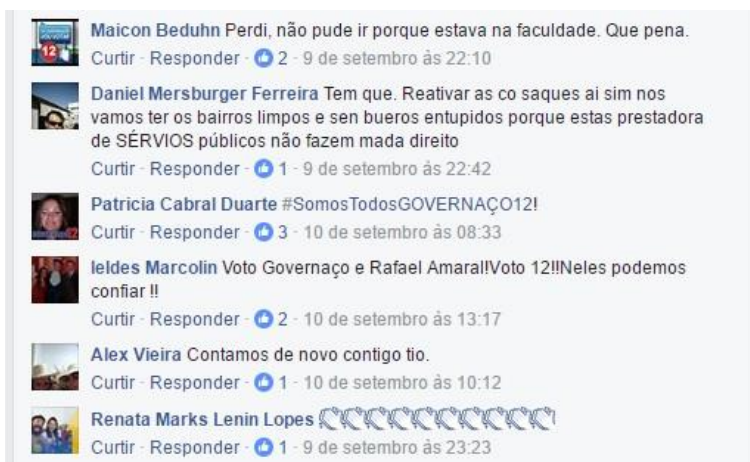 Maicon Beduhn Perdi, não pude ir porque estava na faculdade. Que pena.
Curtir · Responder · 2 · 9 de setembro às 22:10
Daniel Mersburger Ferreira Tem que. Reativar as co saques ai sim nos
vamos ter os bairros limpos e sen bueros entupidos porque estas prestadora
de SÉRVIOS públicos não fazem mada direito
Curtir · Responder · 1 · 9 de setembro às 22:42
Patricia Cabral Duarte #SomosTodosGOVERNAÇO12!
Curtir · Responder · 3 · 10 de setembro às 08:33
Ieldes Marcolin Voto Governaço e Rafael Amaral!Voto 12!!Neles podemos
confiar !!
Curtir · Responder · 2 · 10 de setembro às 13:17
Alex Vieira Contamos de novo contigo tio.
Curtir · Responder · 1 · 10 de setembro às 10:12
Renata Marks Lenin Lopes
Curtir · Responder · 1 · 9 de setembro às 23:23
12